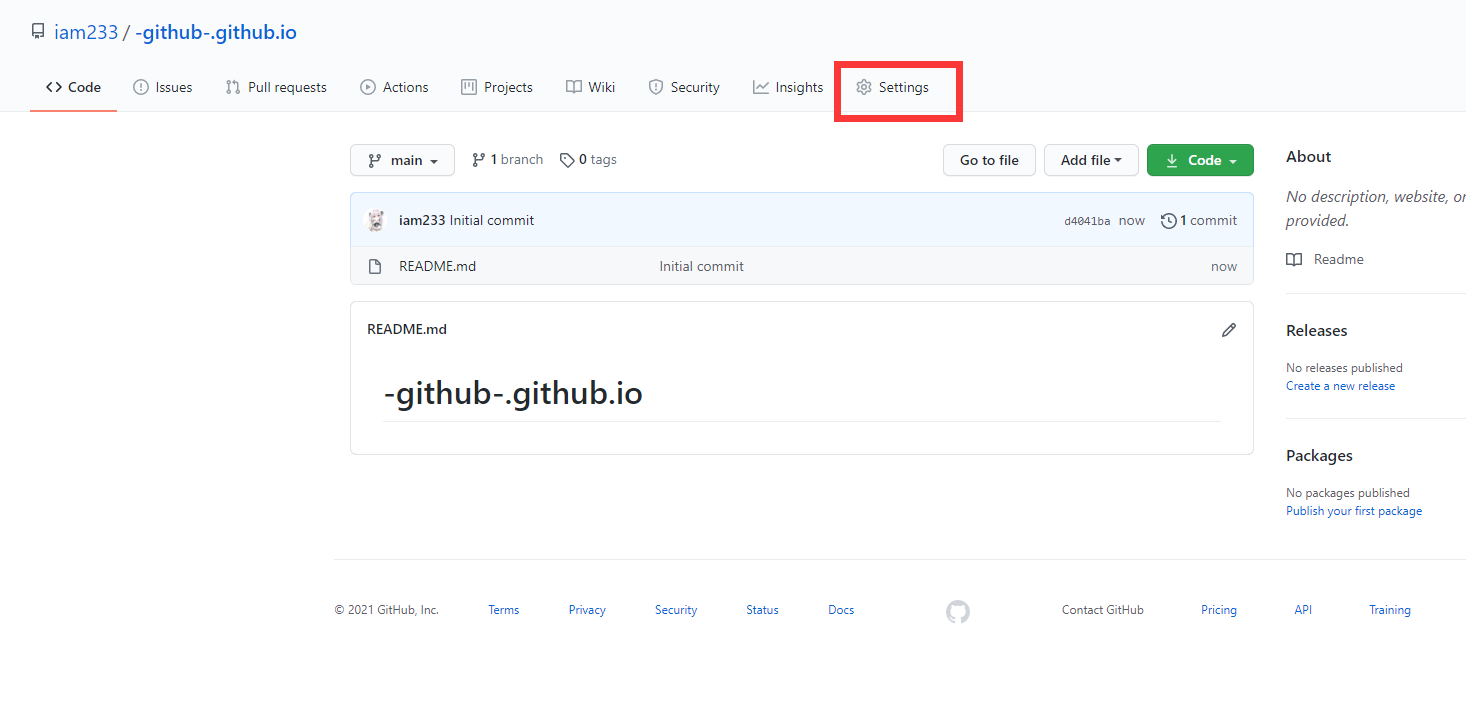 iam233 / -github-.github.io
Code Issues Pull requests Actions Projects Wiki Security Insights Settings
main 1 branch 0 tags Go to file Add file Code
iam233 Initial commit d4041ba now 1 commit
README.md Initial commit now
README.md
-github-.github.io
About
No description, website, or
provided.
Readme
Releases
No releases published
Create a new release
Packages
No packages published
Publish your first package
© 2021 GitHub, Inc. Terms Privacy Security Status Docs Contact GitHub Pricing API Training